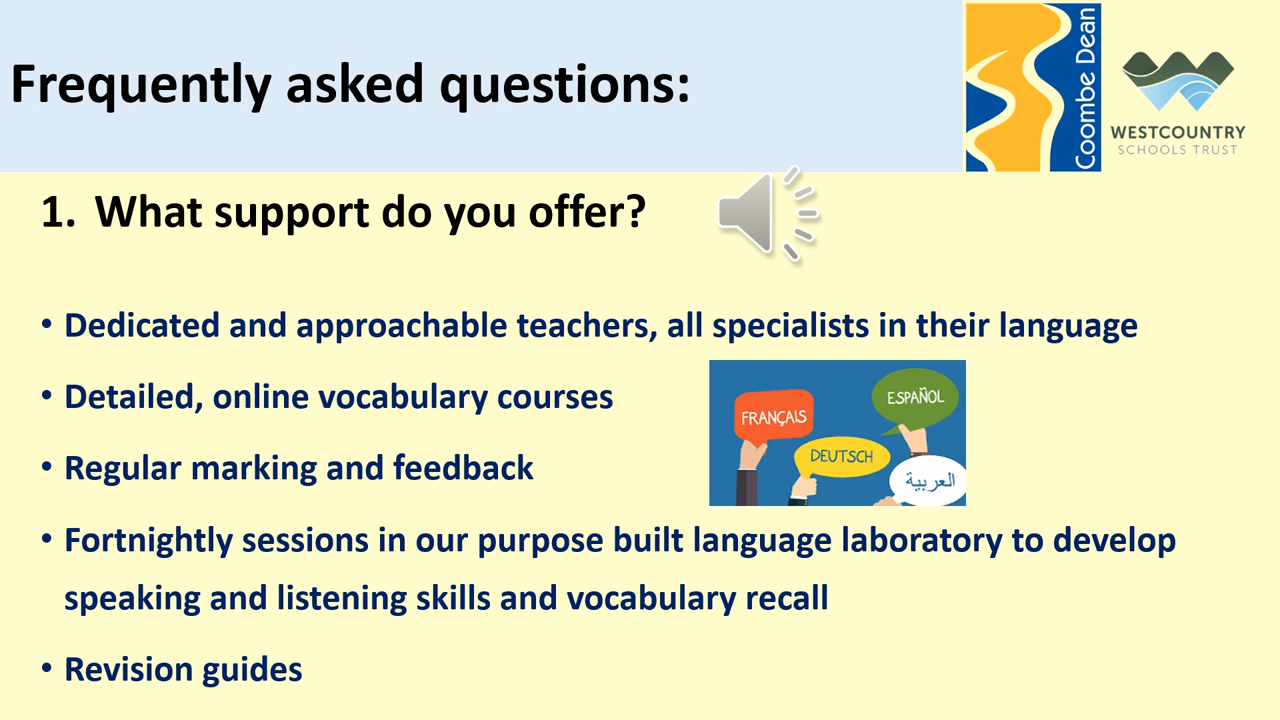 Frequently asked questions:
Coombe Dean
WESTCOUNTRY
SCHOOLS TRUST
1. What support do you offer?
• Dedicated and approachable teachers, all specialists in their language
• Detailed, online vocabulary courses
FRANÇAIS
ESPAÑOL
DEUTSCH
العربية
• Regular marking and feedback
• Fortnightly sessions in our purpose built language laboratory to develop
speaking and listening skills and vocabulary recall
• Revision guides